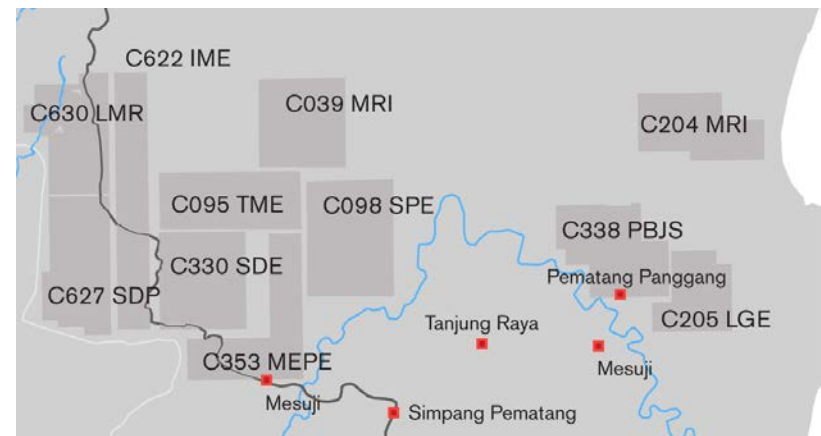 C622 IME
C630 LMR
C039 MRI
C204 MRI
C095 TME
C098 SPE
C338 PBJS
C330 SDE
Pematang Panggang
C627 SDP
C205 LGE
Tanjung Raya
C353 MEPE
Mesuji
Mesuji
Simpang Pematang